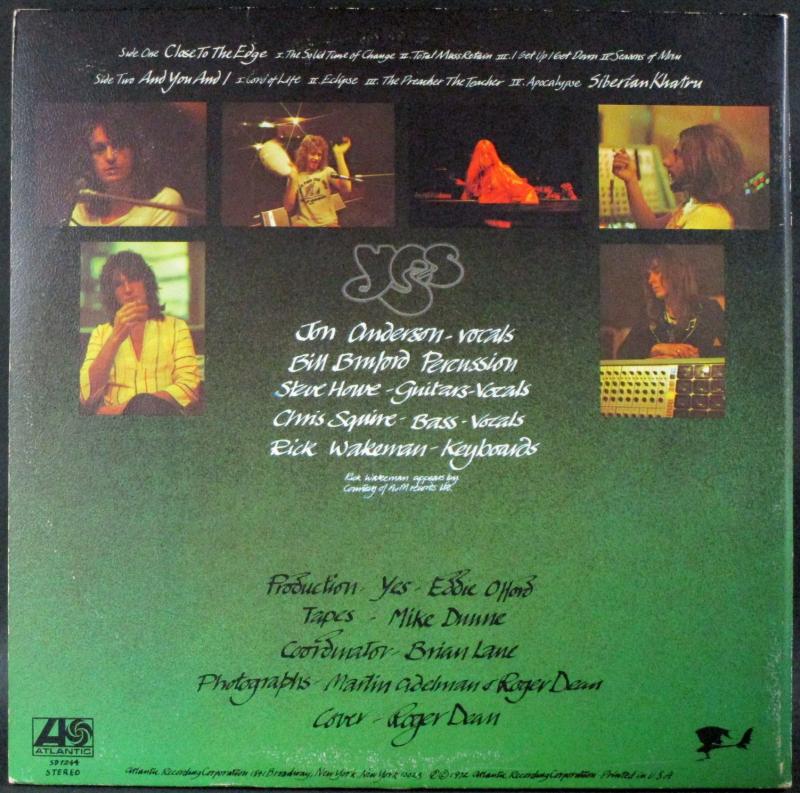 Side One Close To The Edge I. The Solid Time of Change II. Total Mass Retain III. I Get Up I Get Down IV. Seasons of Man
Side Two And You And I I. Cord of Life II. Eclipse III. The Preacher The Teacher IV. Apocalypse Siberian Khatru
yes
Jon Anderson - vocals
Bill Bruford Percussion
Steve Howe - Guitars - Vocals
Chris Squire - Bass - Vocals
Rick Wakeman - Keyboards
Rick Wakeman appears by
Courtesy of A&M records Ltd.
Production - Yes - Eddie Offord
Tapes - Mike Dunne
Coordinator - Brian Lane
Photographs - Martin Adelman & Roger Dean
Cover - Roger Dean
ATLANTIC
SD 7244
STEREO
Atlantic Recording Corporation 1841 Broadway, New York New York 10023 ℗ © 1972 Atlantic Recording Corporation Printed in U.S.A